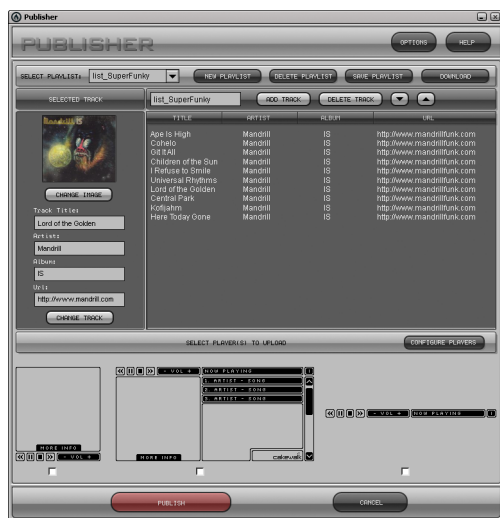 Publisher
PUBLISHER
OPTIONS HELP
SELECT PLAYLIST: list_SuperFunky NEW PLAYLIST DELETE PLAYLIST SAVE PLAYLIST DOWNLOAD
SELECTED TRACK list_SuperFunky ADD TRACK DELETE TRACK
TITLE ARTIST ALBUM URL
Mandrill IS
Ape Is High Mandrill IS http://www.mandrillfunk.com
Cohelo Mandrill IS http://www.mandrillfunk.com
Git It All Mandrill IS http://www.mandrillfunk.com
Children of the Sun Mandrill IS http://www.mandrillfunk.com
I Refuse to Smile Mandrill IS http://www.mandrillfunk.com
Universal Rhythms Mandrill IS http://www.mandrillfunk.com
Lord of the Golden Mandrill IS http://www.mandrillfunk.com
Central Park Mandrill IS http://www.mandrillfunk.com
Kofijahm Mandrill IS http://www.mandrillfunk.com
Here Today Gone Mandrill IS http://www.mandrillfunk.com
CHANGE IMAGE
Track Title:
Lord of the Golden
Artist:
Mandrill
Album:
IS
Url:
http://www.mandrill.com
CHANGE TRACK
SELECT PLAYER(S) TO UPLOAD CONFIGURE PLAYERS
- VOL + NOW PLAYING
1. ARTIST - SONG
2. ARTIST - SONG
3. ARTIST - SONG
- VOL + NOW PLAYING
MORE INFO
- VOL +
MORE INFO
cakewalk
PUBLISH CANCEL